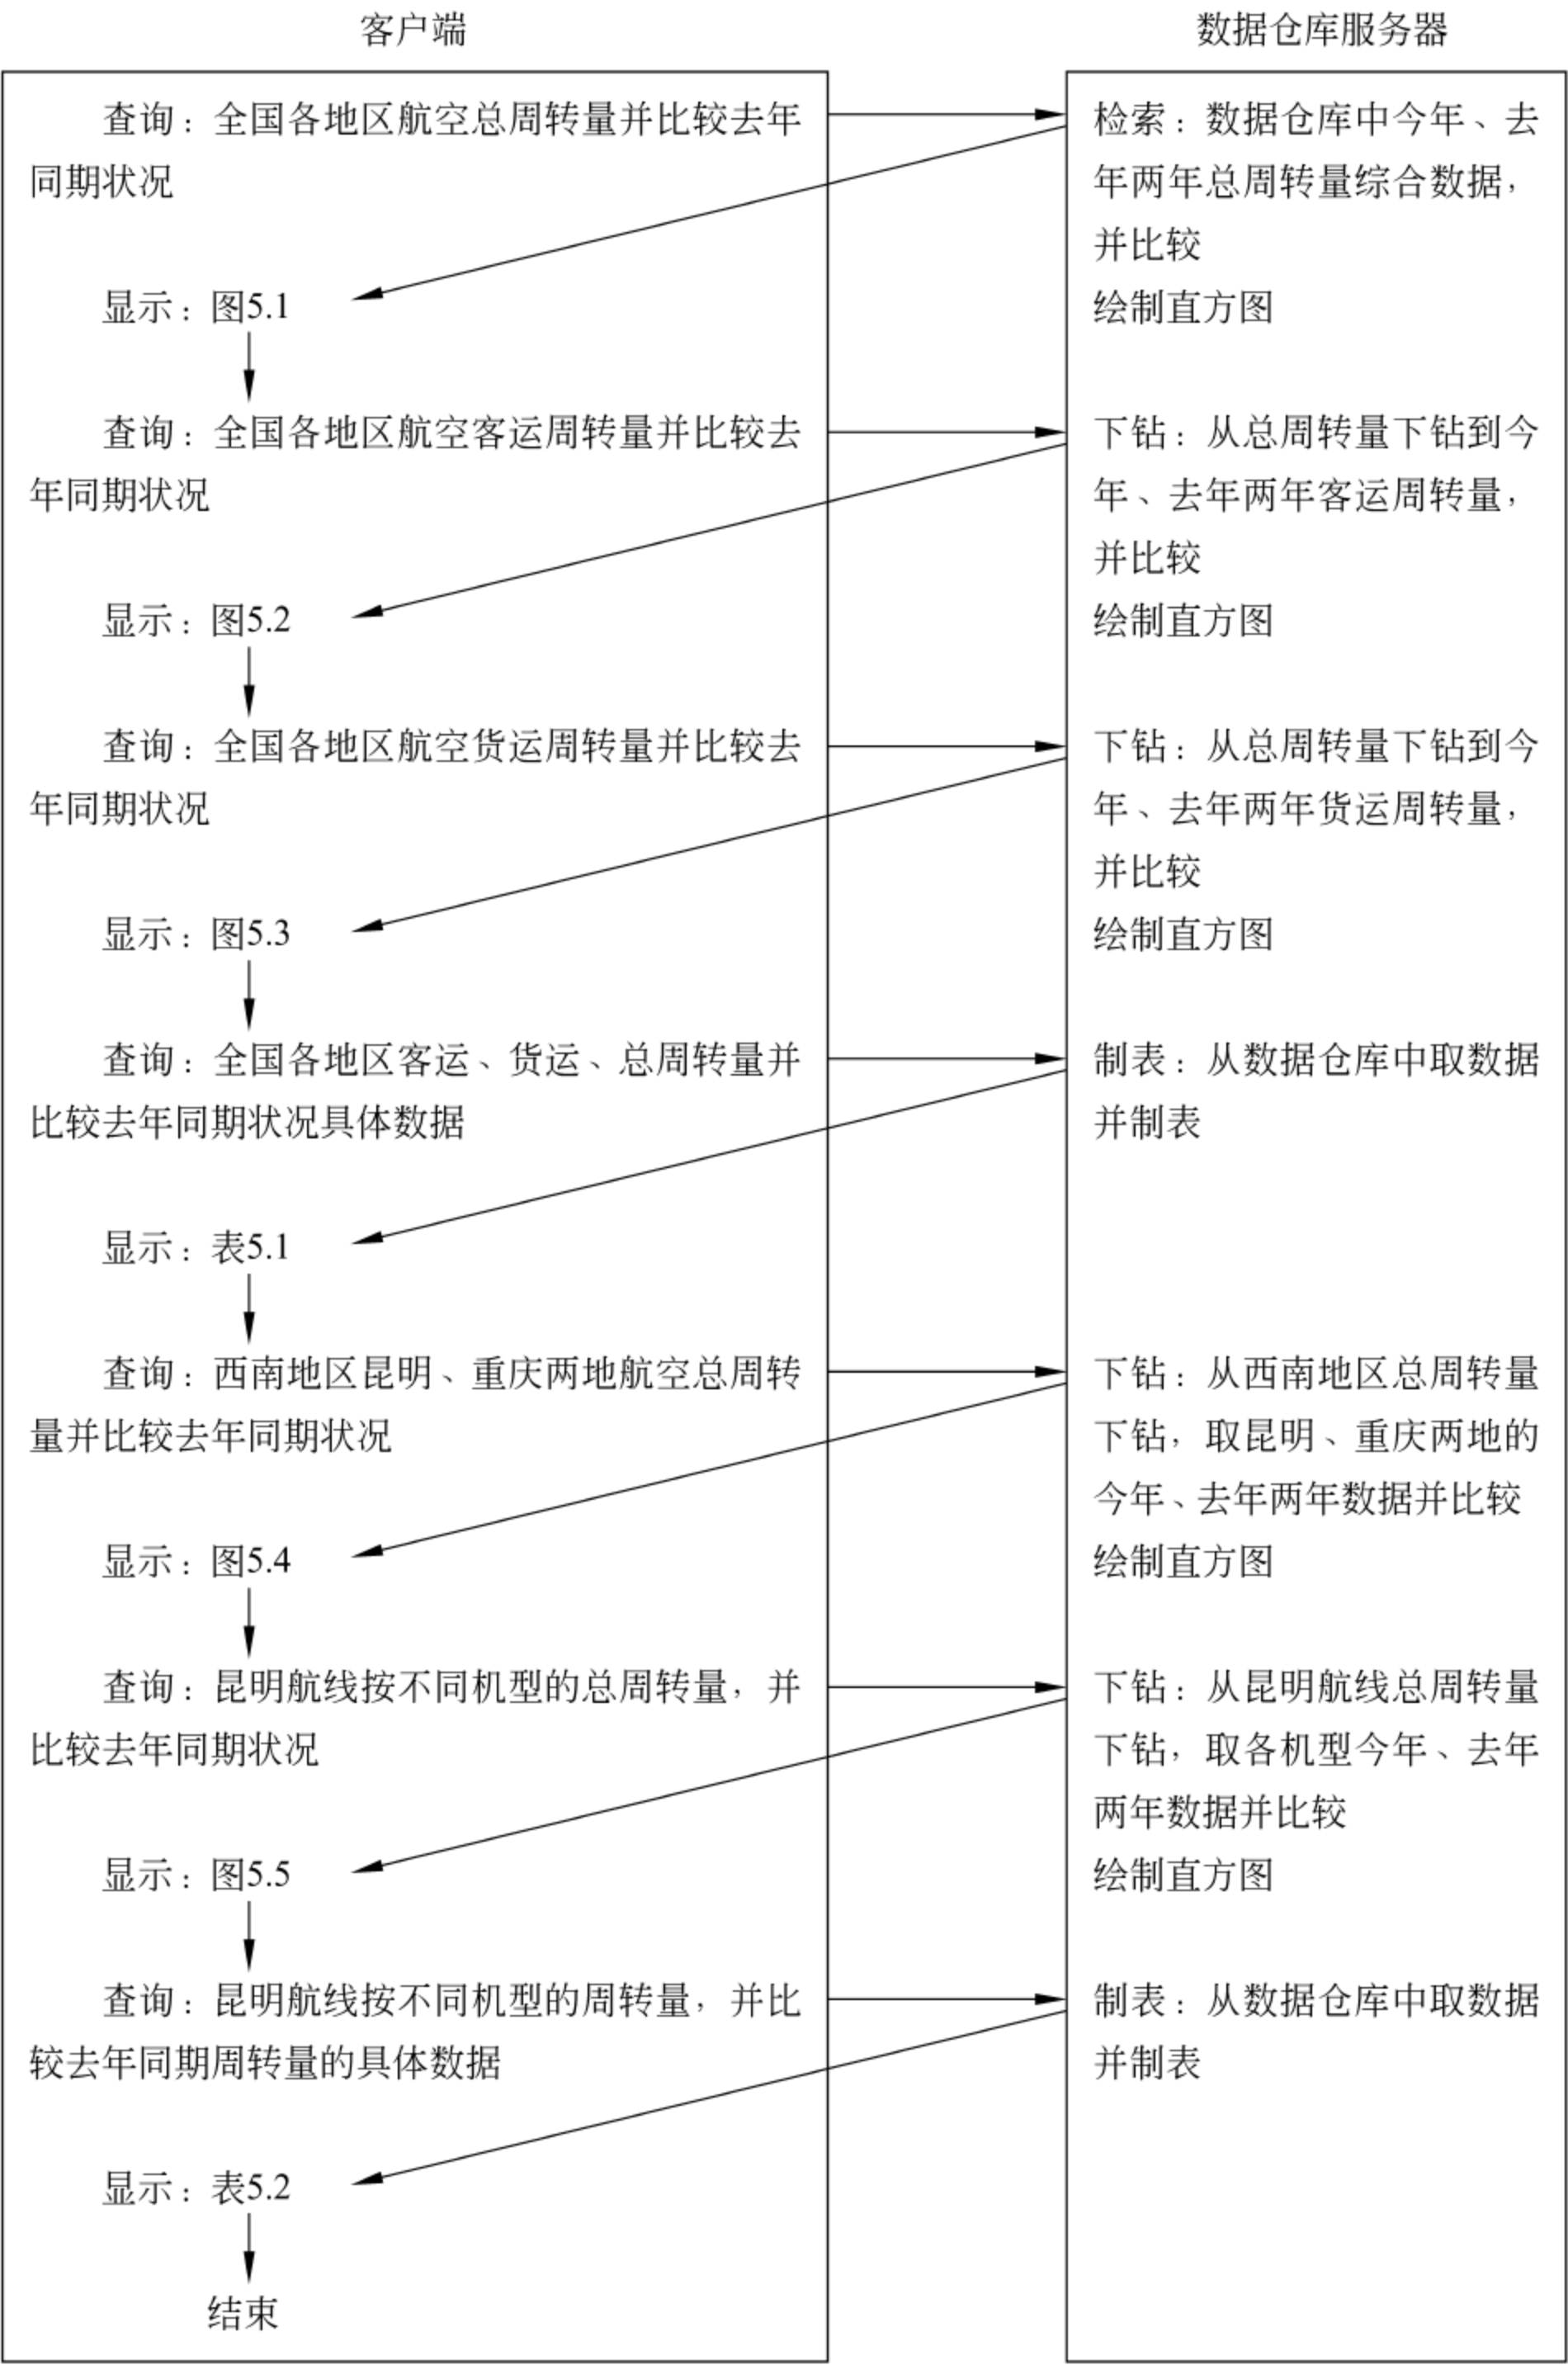 客户端
数据仓库服务器
查询：全国各地区航空总周转量并比较去年
同期状况
检索：数据仓库中今年、去
年两年总周转量综合数据，
并比较
绘制直方图
显示：图5.1
查询：全国各地区航空客运周转量并比较去
年同期状况
下钻：从总周转量下钻到今
年、去年两年客运周转量，
并比较
绘制直方图
显示：图5.2
查询：全国各地区航空货运周转量并比较去
年同期状况
下钻：从总周转量下钻到今
年、去年两年货运周转量，
并比较
绘制直方图
显示：图5.3
查询：全国各地区客运、货运、总周转量并
比较去年同期状况具体数据
制表：从数据仓库中取数据
并制表
显示：表5.1
查询：西南地区昆明、重庆两地航空总周转
量并比较去年同期状况
下钻：从西南地区总周转量
下钻，取昆明、重庆两地的
今年、去年两年数据并比较
绘制直方图
显示：图5.4
查询：昆明航线按不同机型的总周转量，并
比较去年同期状况
下钻：从昆明航线总周转量
下钻，取各机型今年、去年
两年数据并比较
绘制直方图
显示：图5.5
查询：昆明航线按不同机型的周转量，并比
较去年同期周转量的具体数据
制表：从数据仓库中取数据
并制表
显示：表5.2
结束